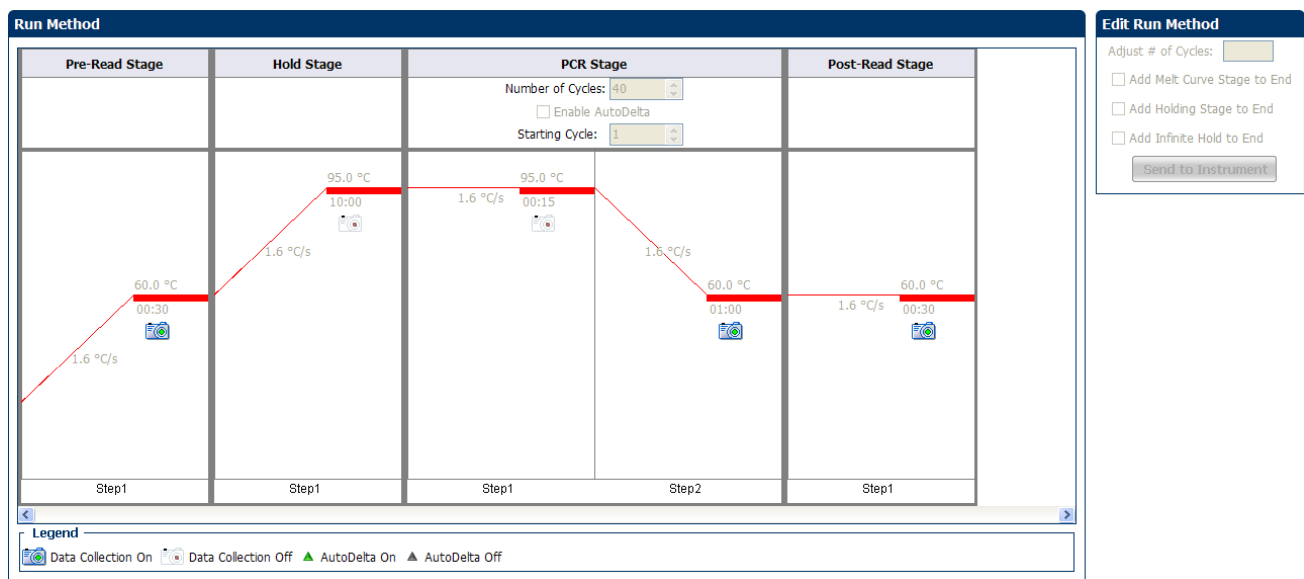 Run Method
Edit Run Method
Pre-Read Stage
Hold Stage
PCR Stage
Post-Read Stage
Number of Cycles: 40
Enable AutoDelta
Starting Cycle: 1
Adjust # of Cycles:
Add Melt Curve Stage to End
Add Holding Stage to End
Add Infinite Hold to End
Send to Instrument
60.0 °C
00:30
1.6 °C/s
95.0 °C
10:00
1.6 °C/s
95.0 °C
1.6 °C/s
00:15
1.6 °C/s
60.0 °C
01:00
60.0 °C
1.6 °C/s
00:30
Step1
Step1
Step1
Step2
Step1
Legend
Data Collection On
Data Collection Off
AutoDelta On
AutoDelta Off